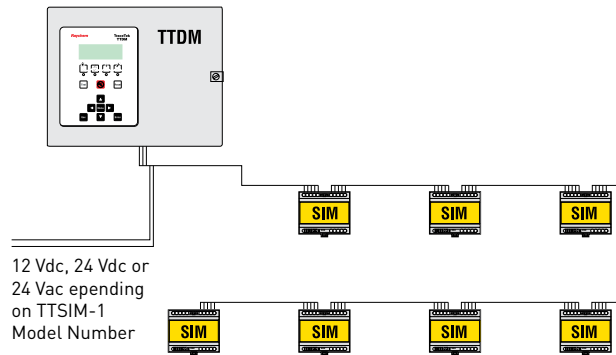 Raychem
TraceTek
TTDM
TTDM
SIM
SIM
SIM
12 Vdc, 24 Vdc or
24 Vac epending
on TTSIM-1
Model Number
SIM
SIM
SIM
SIM